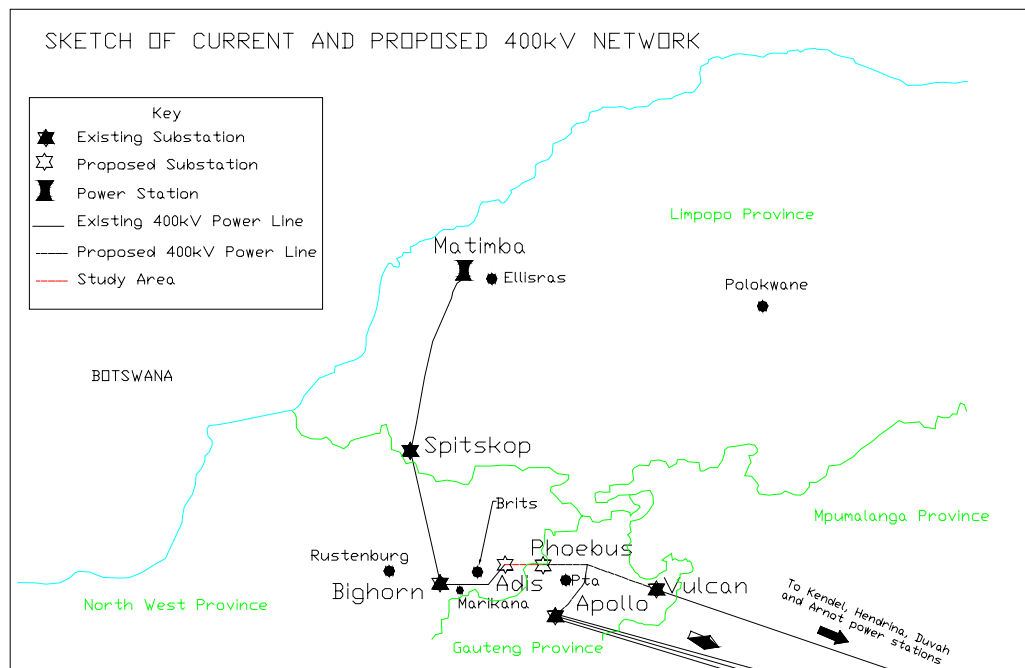 SKETCH OF CURRENT AND PROPOSED 400kV NETWORK
Key
Existing Substation
Proposed Substation
Power Station
Existing 400kV Power Line
Proposed 400kV Power Line
Study Area
Limpopo Province
Matimba
Ellisras
Polokwane
BOTSWANA
Spitskop
Brits
Mpumalanga Province
Phoebus
Rustenburg
Adis
Pta
Bighorn
Vulcan
Marikana
Apollo
North West Province
Gauteng Province
To Kendel, Hendrina, Duvah
and Arnot power stations